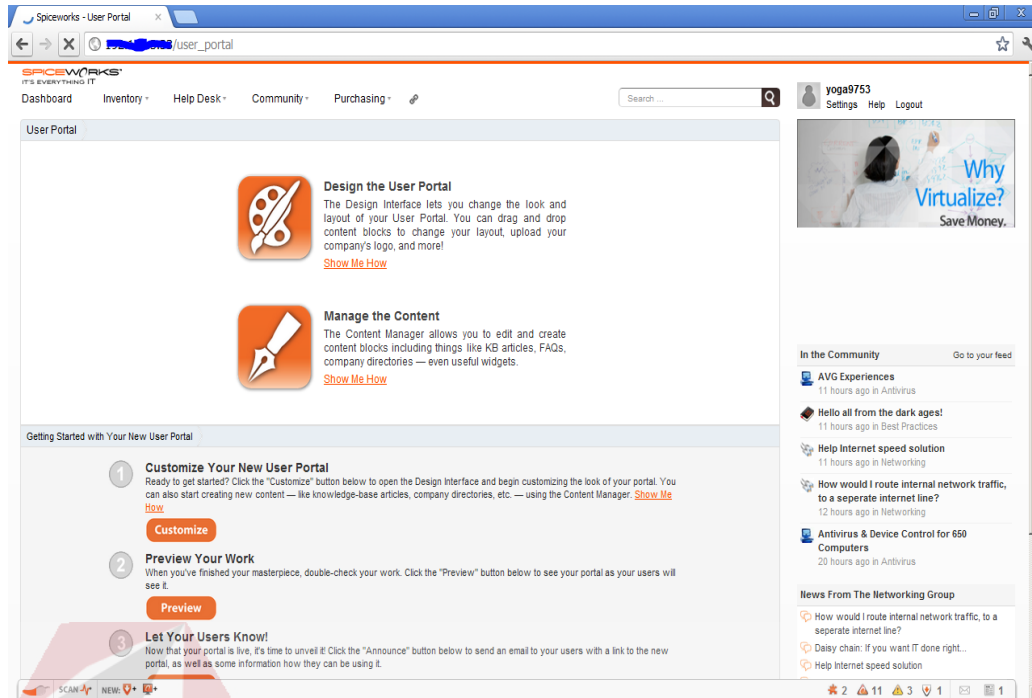 Spiceworks - User Portal
/user_portal
SPICEWORKS
IT'S EVERYTHING IT
Dashboard Inventory Help Desk Community Purchasing
Search ...
yoga9753
Settings Help Logout
User Portal
Why
Virtualize?
Save Money.
Design the User Portal
The Design Interface lets you change the look and
layout of your User Portal. You can drag and drop
content blocks to change your layout, upload your
company's logo, and more!
Show Me How
Manage the Content
The Content Manager allows you to edit and create
content blocks including things like KB articles, FAQs,
company directories — even useful widgets.
Show Me How
In the Community Go to your feed
AVG Experiences
11 hours ago in Antivirus
Hello all from the dark ages!
11 hours ago in Best Practices
Help Internet speed solution
11 hours ago in Networking
How would I route internal network traffic,
to a seperate internet line?
12 hours ago in Networking
Antivirus & Device Control for 650
Computers
20 hours ago in Antivirus
News From The Networking Group
How would I route internal network traffic, to a
seperate internet line?
Daisy chain: If you want IT done right...
Help Internet speed solution
Getting Started with Your New User Portal
1
Customize Your New User Portal
Ready to get started? Click the "Customize" button below to open the Design Interface and begin customizing the look of your portal. You
can also start creating new content — like knowledge-base articles, company directories, etc. — using the Content Manager. Show Me
How
Customize
2
Preview Your Work
When you've finished your masterpiece, double-check your work. Click the "Preview" button below to see your portal as your users will
see it.
Preview
3
Let Your Users Know!
Now that your portal is live, it's time to unveil it! Click the "Announce" button below to send an email to your users with a link to the new
portal, as well as some information how they can be using it.
SCAN NEW: 2 11 3 1 1